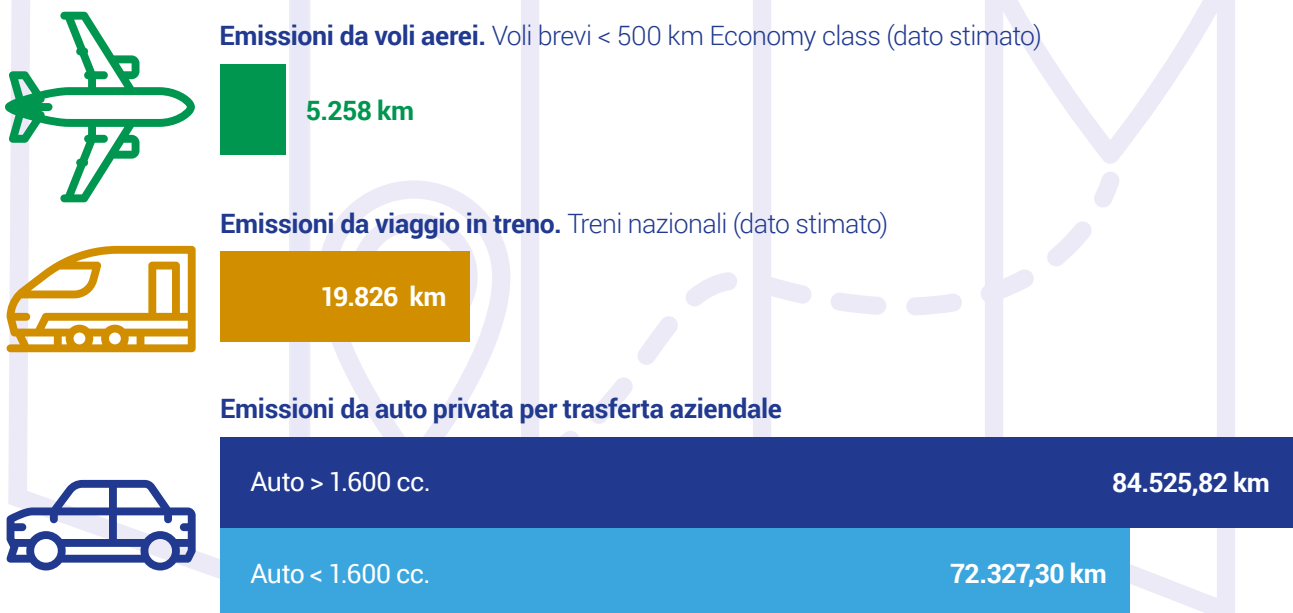 Emissioni da voli aerei. Voli brevi < 500 km Economy class (dato stimato)
5.258 km
Emissioni da viaggio in treno. Treni nazionali (dato stimato)
19.826 km
Emissioni da auto privata per trasferta aziendale
Auto > 1.600 cc. 84.525,82 km
Auto < 1.600 cc. 72.327,30 km